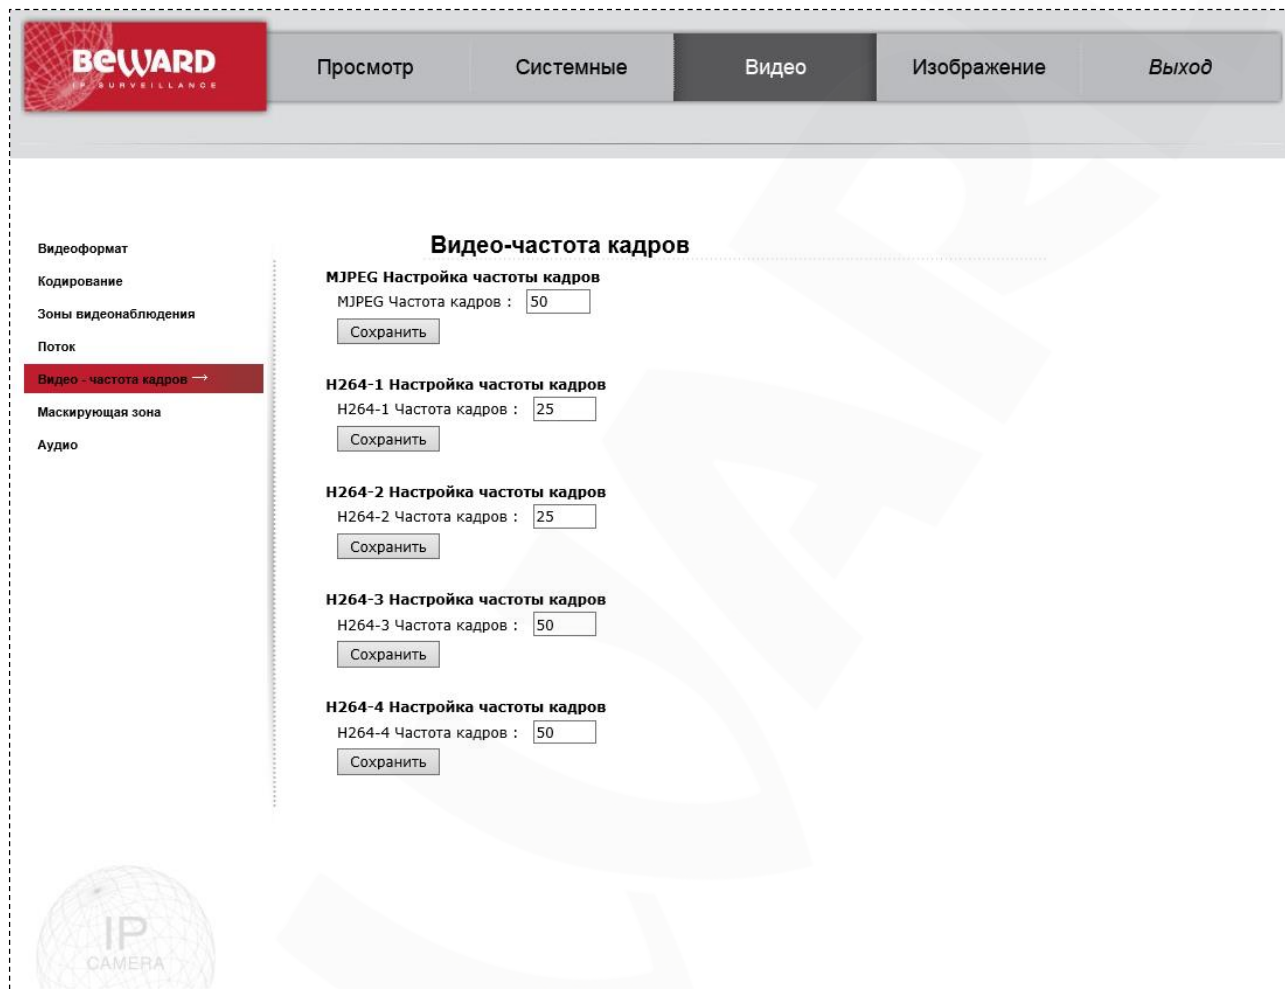 BEWARD
IP SURVEILLANCE
Просмотр
Системные
Видео
Изображение
Выход
Видеоформат
Кодирование
Зоны видеонаблюдения
Поток
Видео - частота кадров →
Маскирующая зона
Аудио
Видео-частота кадров
MJPEG Настройка частоты кадров
MJPEG Частота кадров : 50
Сохранить
H264-1 Настройка частоты кадров
H264-1 Частота кадров : 25
Сохранить
H264-2 Настройка частоты кадров
H264-2 Частота кадров : 25
Сохранить
H264-3 Настройка частоты кадров
H264-3 Частота кадров : 50
Сохранить
H264-4 Настройка частоты кадров
H264-4 Частота кадров : 50
Сохранить
IP
CAMERA